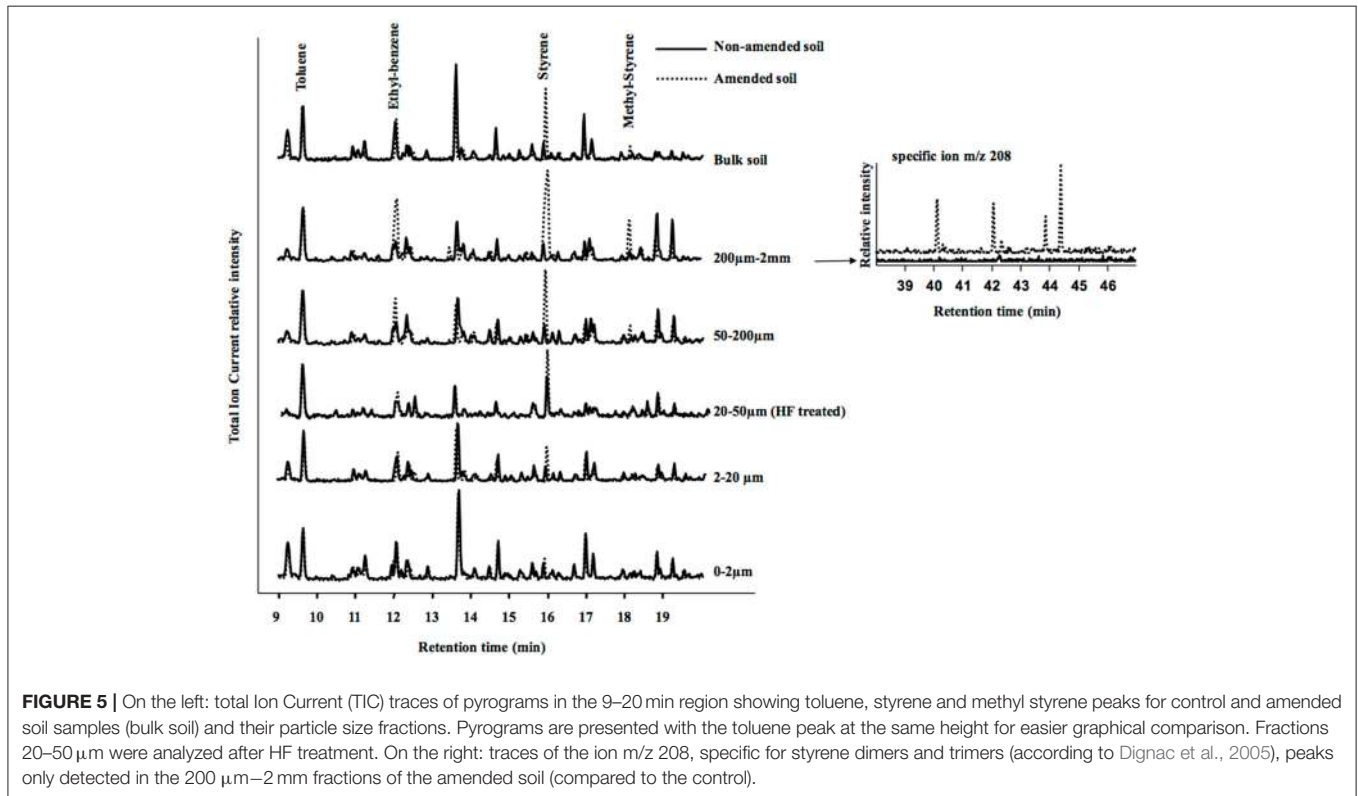 Toluene
Ethyl-benzene
Styrene
Methyl-Styrene
Non-amended soil
Amended soil
Bulk soil
200µm-2mm
50-200µm
20-50µm (HF treated)
2-20 µm
0-2µm
Total Ion Current relative intensity
9 10 11 12 13 14 15 16 17 18 19
Retention time (min)
specific ion m/z 208
Relative intensity
39 40 41 42 43 44 45 46
Retention time (min)
FIGURE 5 | On the left: total Ion Current (TIC) traces of pyrograms in the 9–20 min region showing toluene, styrene and methyl styrene peaks for control and amended
soil samples (bulk soil) and their particle size fractions. Pyrograms are presented with the toluene peak at the same height for easier graphical comparison. Fractions
20–50 µm were analyzed after HF treatment. On the right: traces of the ion m/z 208, specific for styrene dimers and trimers (according to Dignac et al., 2005), peaks
only detected in the 200 µm–2 mm fractions of the amended soil (compared to the control).